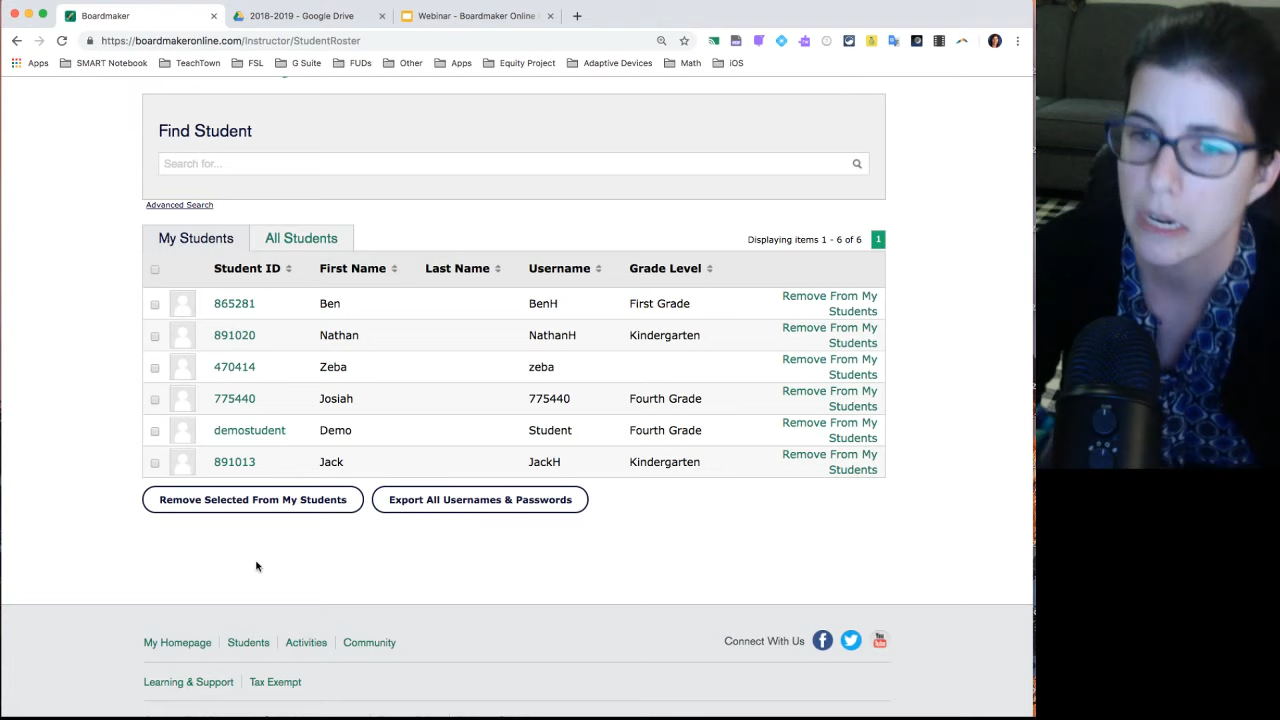 Boardmaker
2018-2019 - Google Drive
Webinar - Boardmaker Online
https://boardmakeronline.com/Instructor/StudentRoster
Apps SMART Notebook TeachTown FSL G Suite FUDs Other Apps Equity Project Adaptive Devices Math iOS
Find Student
Search for...
Advanced Search
My Students All Students Displaying items 1 - 6 of 6 1
Student ID First Name Last Name Username Grade Level
865281 Ben BenH First Grade Remove From My
Students
891020 Nathan NathanH Kindergarten Remove From My
Students
470414 Zeba zeba Remove From My
Students
775440 Josiah 775440 Fourth Grade Remove From My
Students
demostudent Demo Student Fourth Grade Remove From My
Students
891013 Jack JackH Kindergarten Remove From My
Students
Remove Selected From My Students Export All Usernames & Passwords
My Homepage Students Activities Community Connect With Us
Learning & Support Tax Exempt